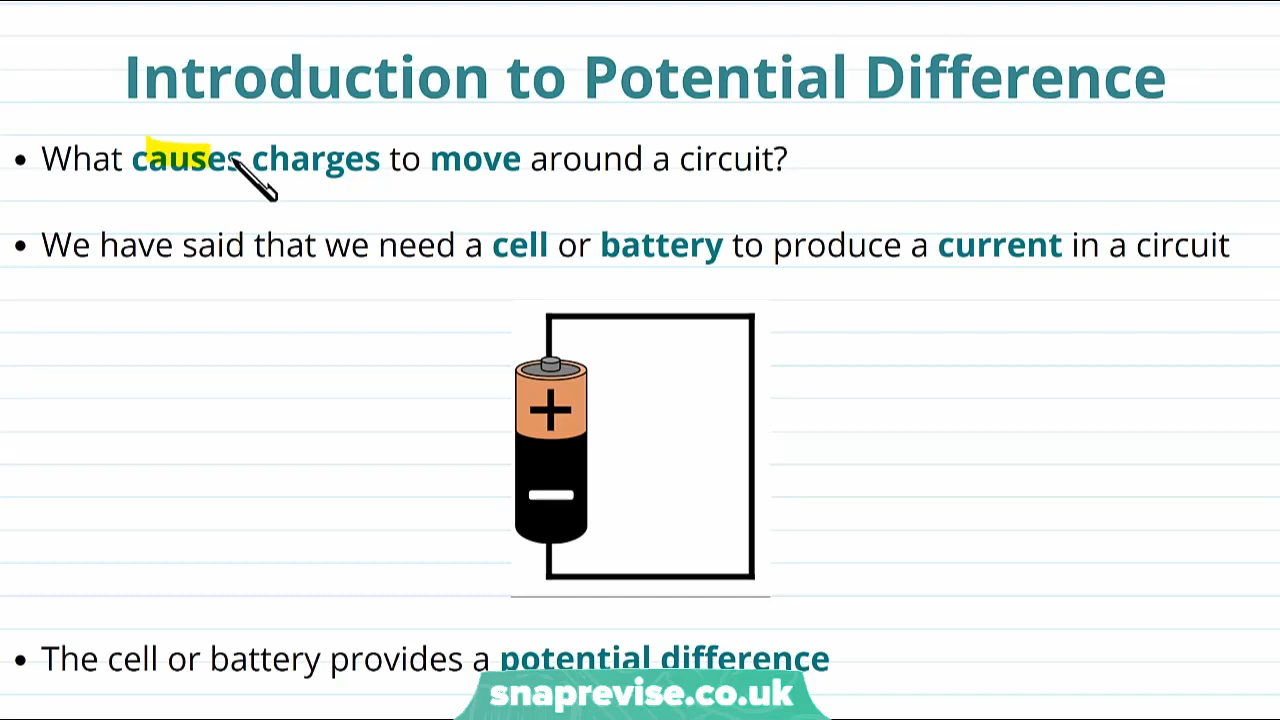 Introduction to Potential Difference
• What causes charges to move around a circuit?
• We have said that we need a cell or battery to produce a current in a circuit
+
−
• The cell or battery provides a potential difference
snaprevise.co.uk